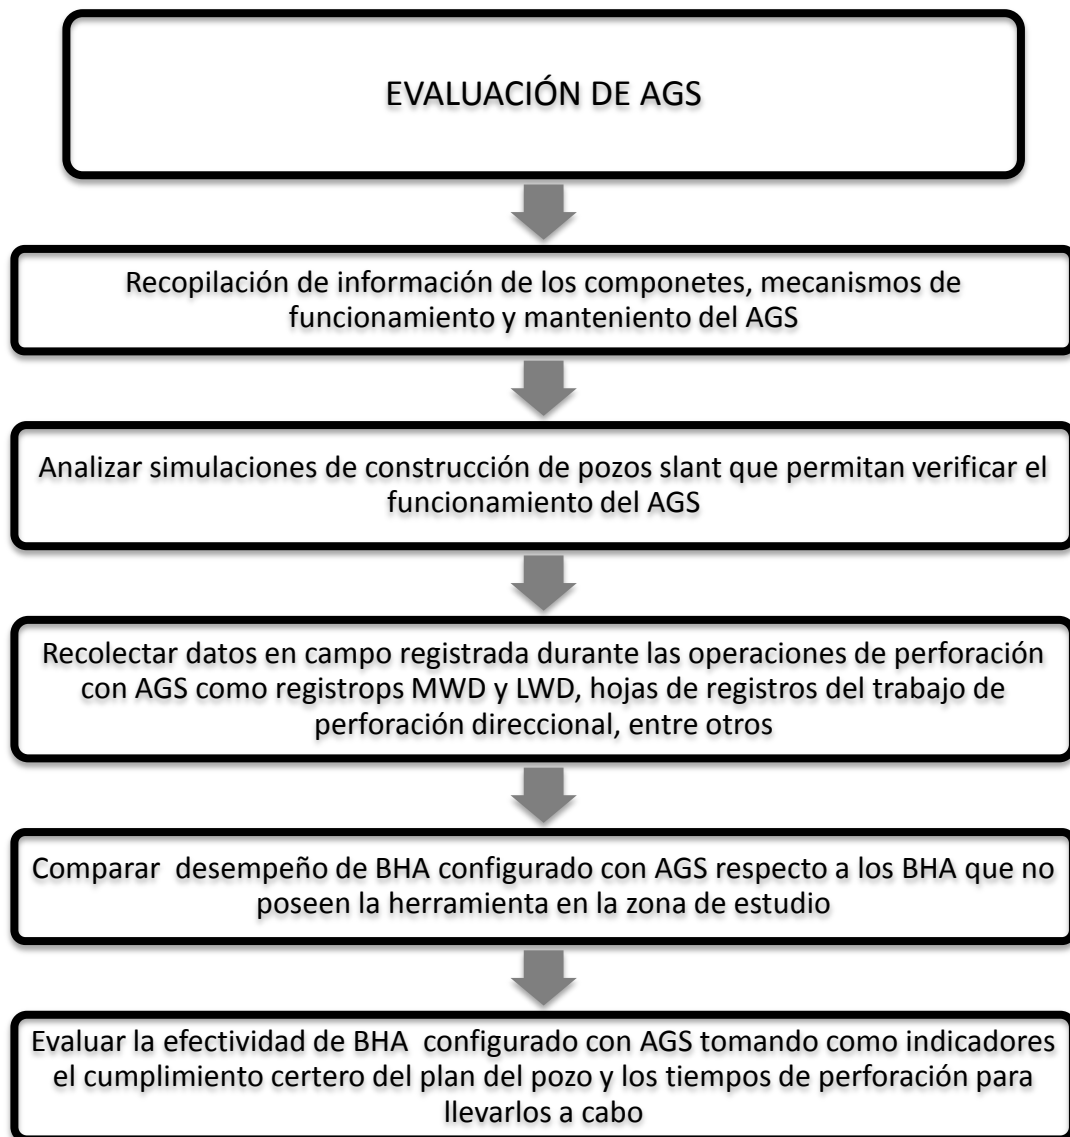 EVALUACIÓN DE AGS
Recopilación de información de los componetes, mecanismos de
funcionamiento y manteniento del AGS
Analizar simulaciones de construcción de pozos slant que permitan verificar el
funcionamiento del AGS
Recolectar datos en campo registrada durante las operaciones de perforación
con AGS como registrops MWD y LWD, hojas de registros del trabajo de
perforación direccional, entre otros
Comparar desempeño de BHA configurado con AGS respecto a los BHA que no
poseen la herramienta en la zona de estudio
Evaluar la efectividad de BHA configurado con AGS tomando como indicadores
el cumplimiento certero del plan del pozo y los tiempos de perforación para
llevarlos a cabo